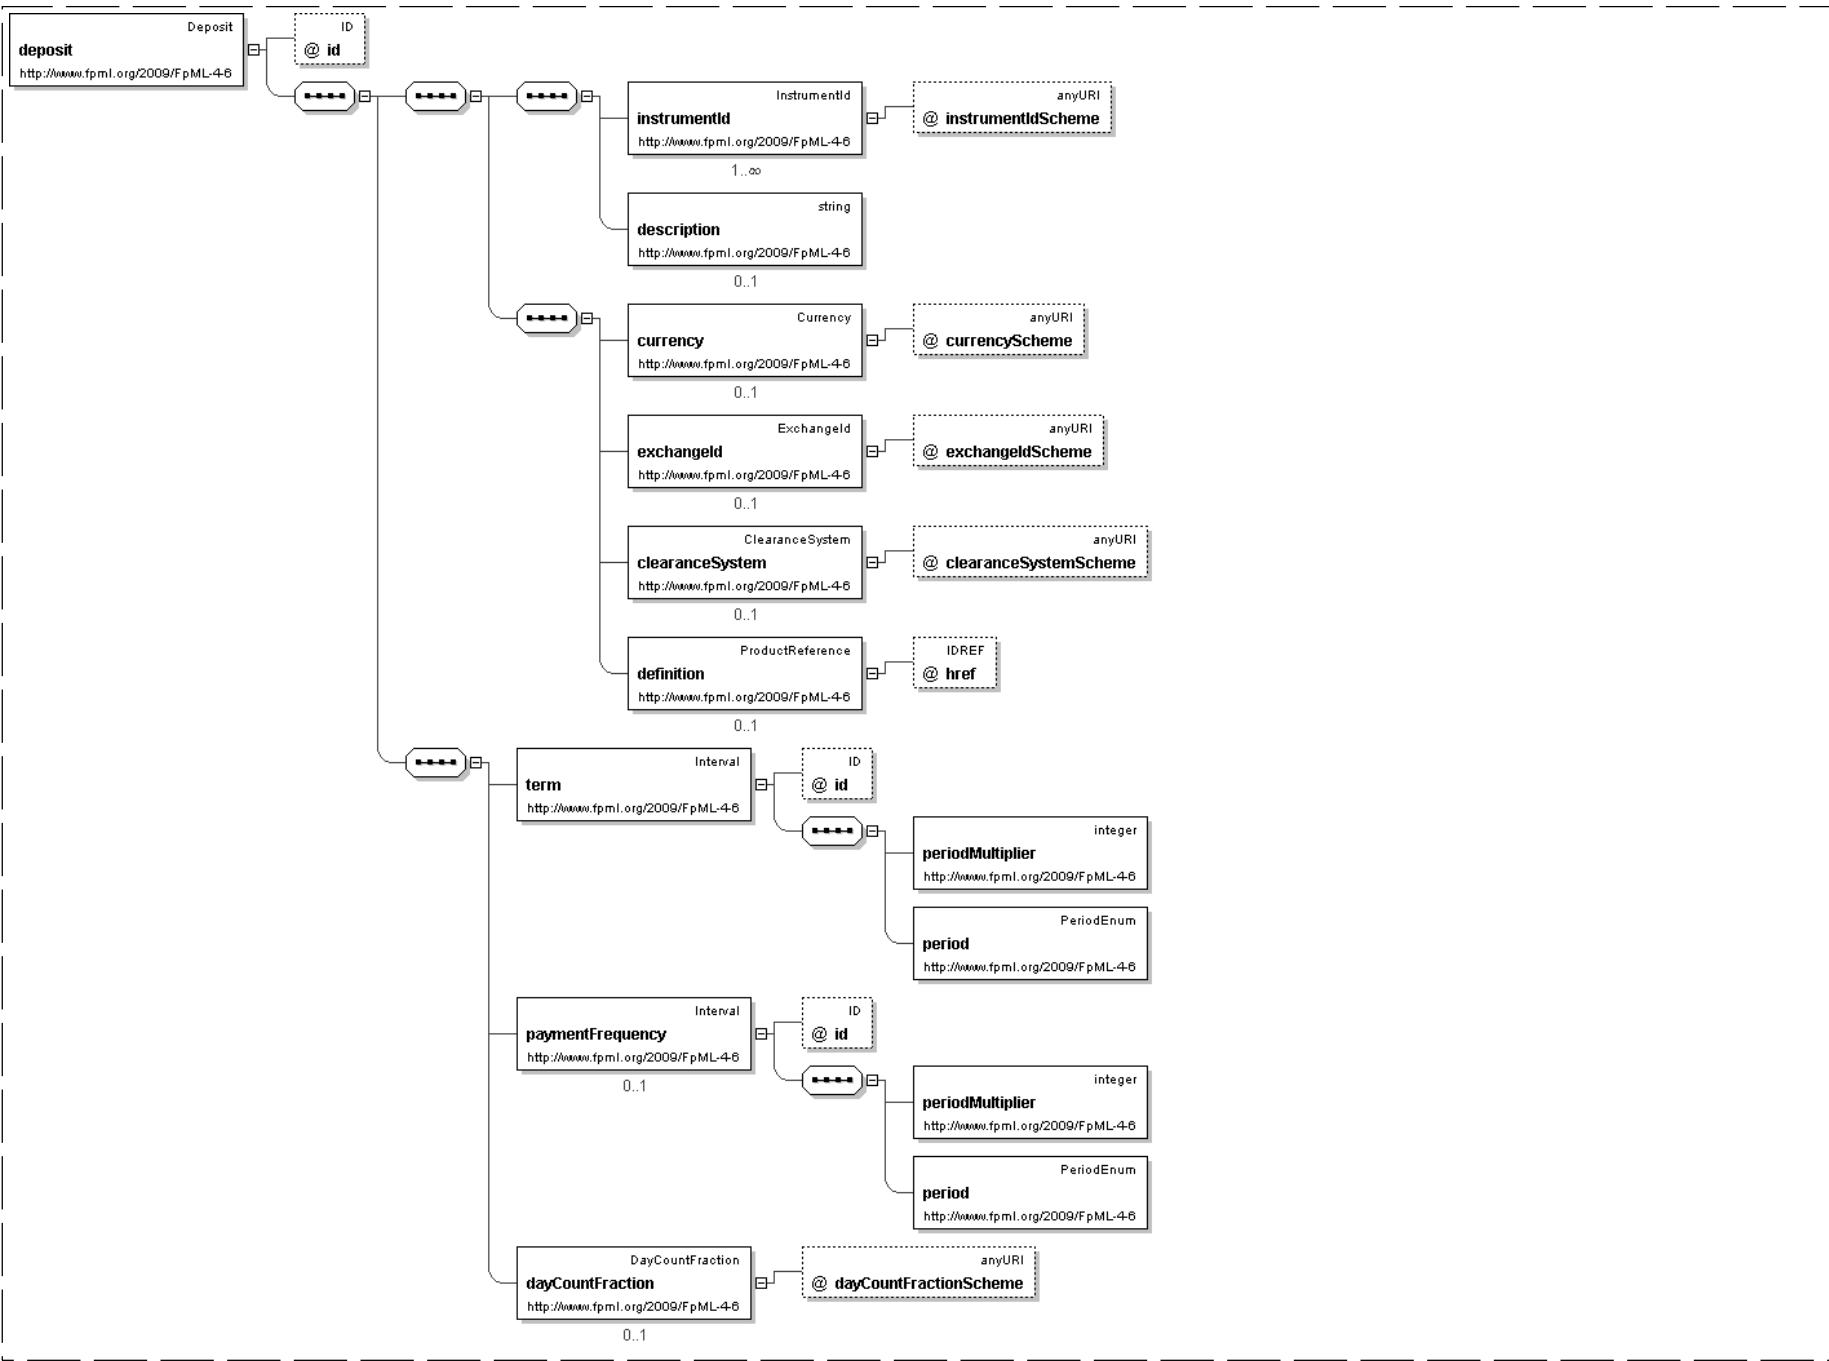 Deposit
deposit
http://www.fpml.org/2009/FpML-4-6
ID
@ id
InstrumentId
instrumentId
http://www.fpml.org/2009/FpML-4-6
1..∞
anyURI
@ instrumentIdScheme
string
description
http://www.fpml.org/2009/FpML-4-6
0..1
Currency
currency
http://www.fpml.org/2009/FpML-4-6
0..1
anyURI
@ currencyScheme
ExchangeId
exchangeId
http://www.fpml.org/2009/FpML-4-6
0..1
anyURI
@ exchangeIdScheme
ClearanceSystem
clearanceSystem
http://www.fpml.org/2009/FpML-4-6
0..1
anyURI
@ clearanceSystemScheme
ProductReference
definition
http://www.fpml.org/2009/FpML-4-6
0..1
IDREF
@ href
Interval
term
http://www.fpml.org/2009/FpML-4-6
ID
@ id
integer
periodMultiplier
http://www.fpml.org/2009/FpML-4-6
PeriodEnum
period
http://www.fpml.org/2009/FpML-4-6
Interval
paymentFrequency
http://www.fpml.org/2009/FpML-4-6
0..1
ID
@ id
integer
periodMultiplier
http://www.fpml.org/2009/FpML-4-6
PeriodEnum
period
http://www.fpml.org/2009/FpML-4-6
DayCountFraction
dayCountFraction
http://www.fpml.org/2009/FpML-4-6
0..1
anyURI
@ dayCountFractionScheme